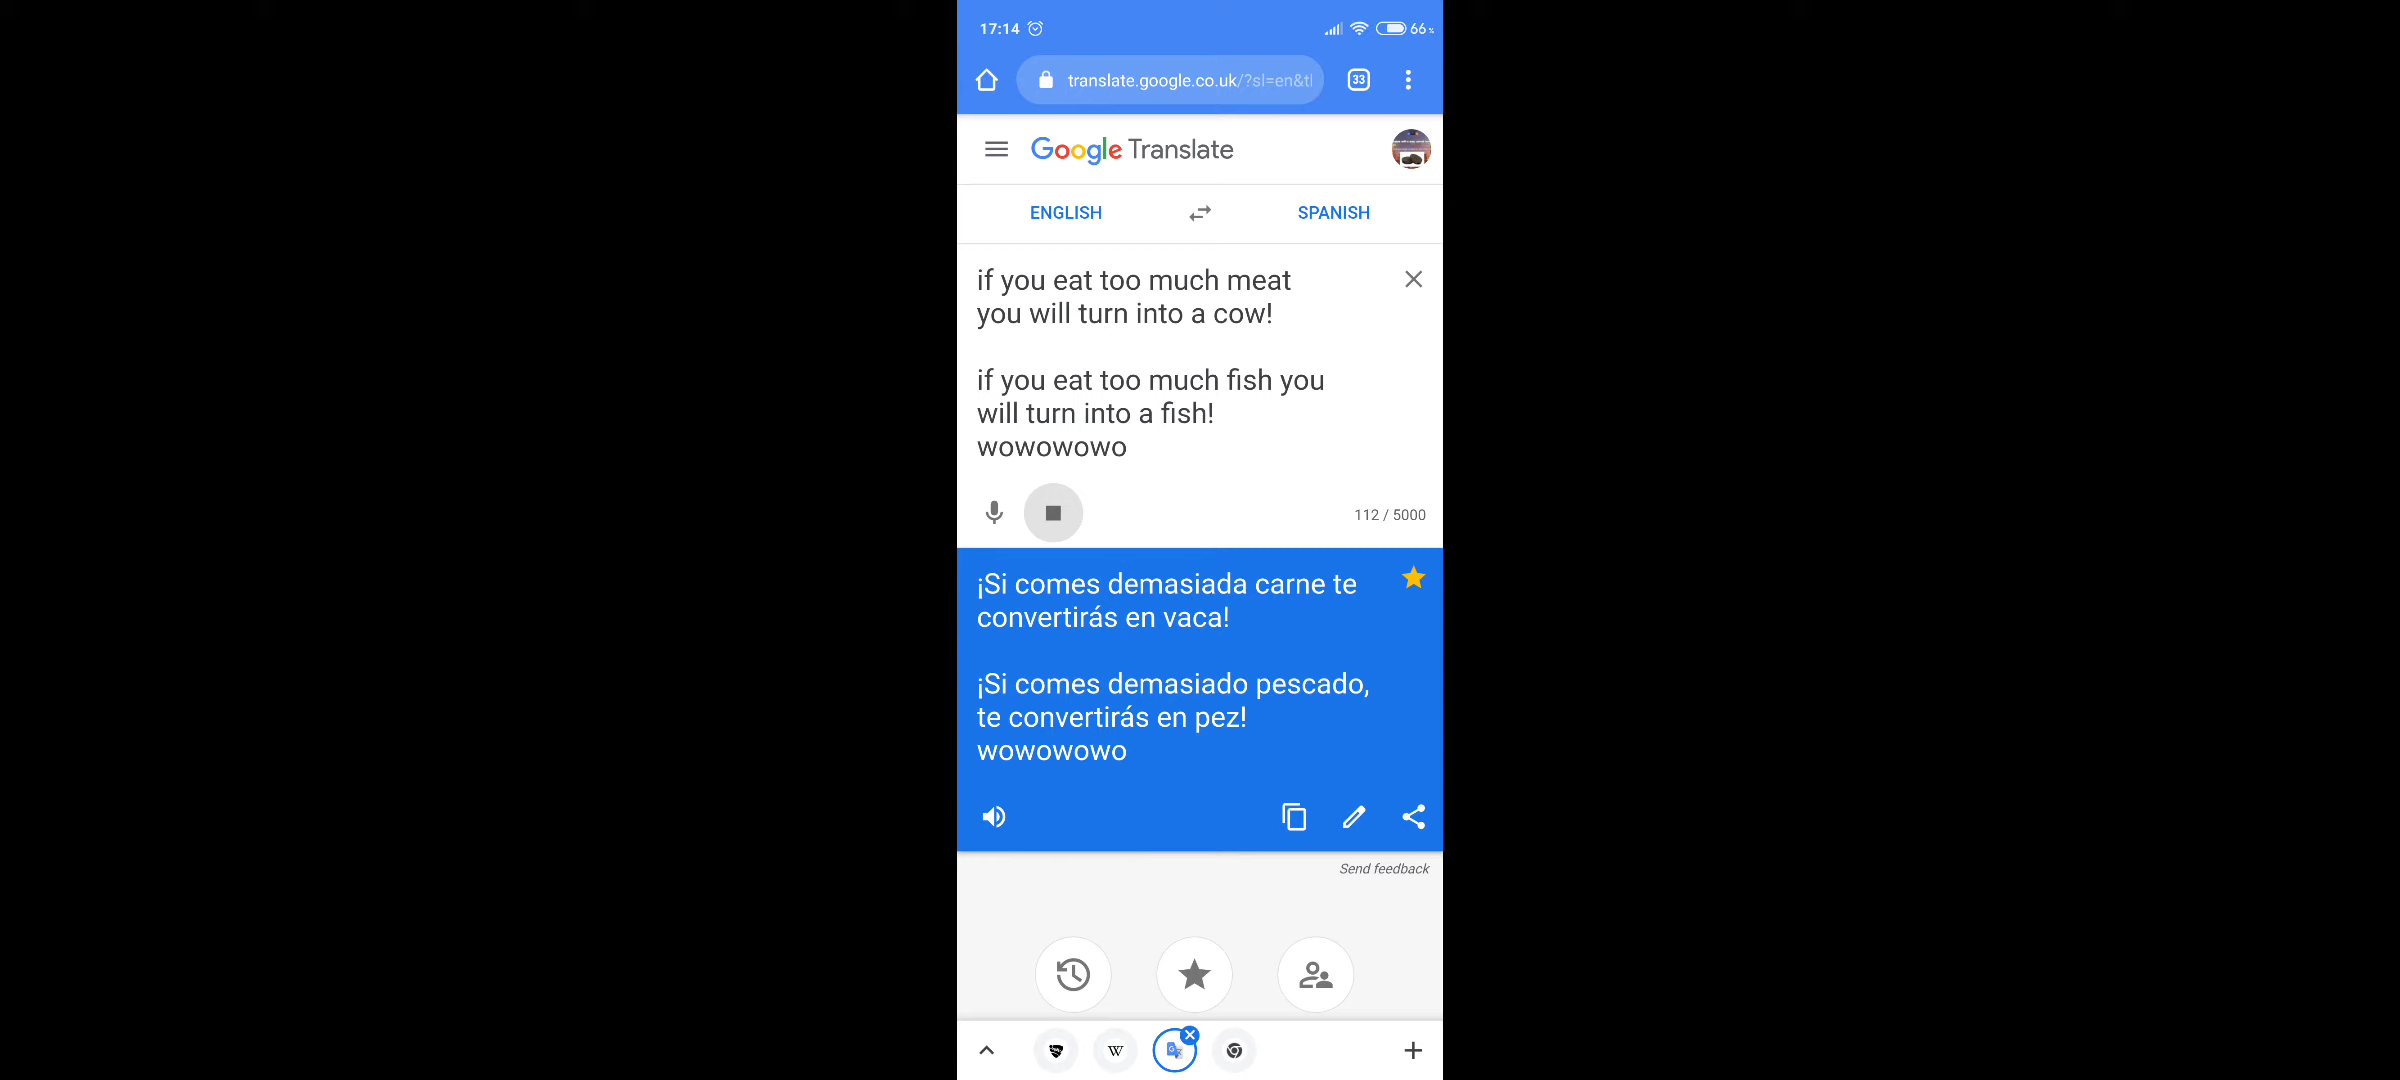 17:14 66%
translate.google.co.uk/?sl=en&tl 33
Google Translate
ENGLISH SPANISH
if you eat too much meat
you will turn into a cow!
if you eat too much fish you
will turn into a fish!
wowowowo
112 / 5000
¡Si comes demasiada carne te
convertirás en vaca!
¡Si comes demasiado pescado,
te convertirás en pez!
wowowowo
Send feedback
W